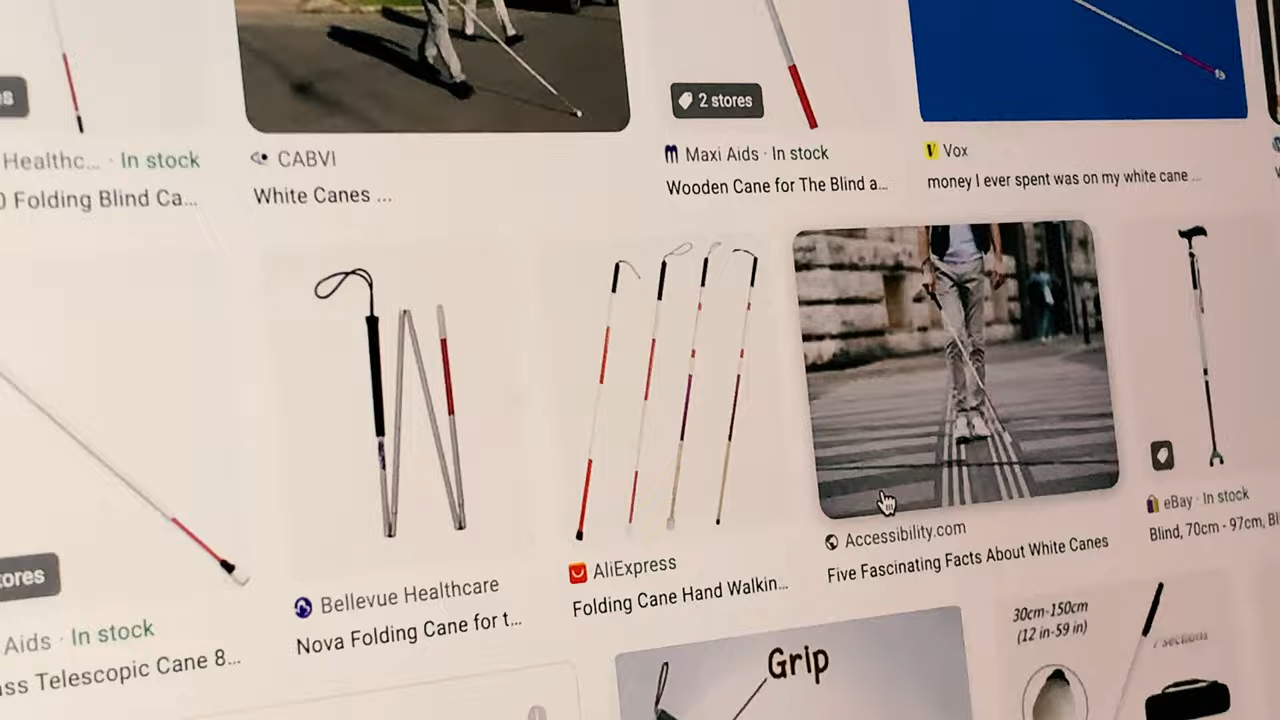 2 stores
Healthc... · In stock
0 Folding Blind Ca...
CABVI
White Canes ...
Maxi Aids · In stock
Wooden Cane for The Blind a...
V Vox
money I ever spent was on my white cane ...
Aids · In stock
Telescopic Cane 8...
Bellevue Healthcare
Nova Folding Cane for t...
AliExpress
Folding Cane Hand Walkin...
Accessibility.com
Five Fascinating Facts About White Canes
eBay · In stock
Blind, 70cm - 97cm, Bl
Grip
30cm-150cm
(12 in-59 in)
7 sections